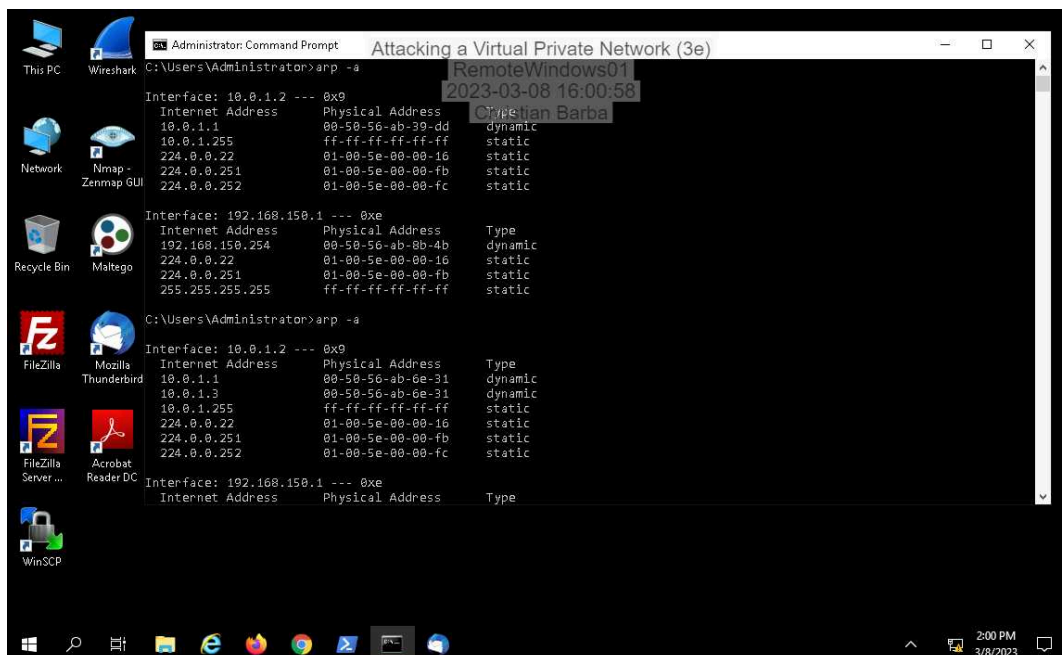 Administrator: Command Prompt
Attacking a Virtual Private Network (3e)
RemoteWindows01
2023-03-08 16:00:58
Cristian Barba
C:\Users\Administrator>arp -a
Interface: 10.0.1.2 --- 0x9
Internet Address Physical Address Type
10.0.1.1 00-50-56-ab-39-dd dynamic
10.0.1.255 ff-ff-ff-ff-ff-ff static
224.0.0.22 01-00-5e-00-00-16 static
224.0.0.251 01-00-5e-00-00-fb static
224.0.0.252 01-00-5e-00-00-fc static
Interface: 192.168.150.1 --- 0xe
Internet Address Physical Address Type
192.168.150.254 00-50-56-ab-8b-4b dynamic
224.0.0.22 01-00-5e-00-00-16 static
224.0.0.251 01-00-5e-00-00-fb static
255.255.255.255 ff-ff-ff-ff-ff-ff static
C:\Users\Administrator>arp -a
Interface: 10.0.1.2 --- 0x9
Internet Address Physical Address Type
10.0.1.1 00-50-56-ab-6e-31 dynamic
10.0.1.3 00-50-56-ab-6e-31 dynamic
10.0.1.255 ff-ff-ff-ff-ff-ff static
224.0.0.22 01-00-5e-00-00-16 static
224.0.0.251 01-00-5e-00-00-fb static
224.0.0.252 01-00-5e-00-00-fc static
Interface: 192.168.150.1 --- 0xe
Internet Address Physical Address Type
This PC
Wireshark
Network
Nmap -
Zenmap GUI
Recycle Bin
Maltego
FileZilla
Mozilla
Thunderbird
FileZilla
Server ...
Acrobat
Reader DC
WinSCP
2:00 PM
3/8/2023